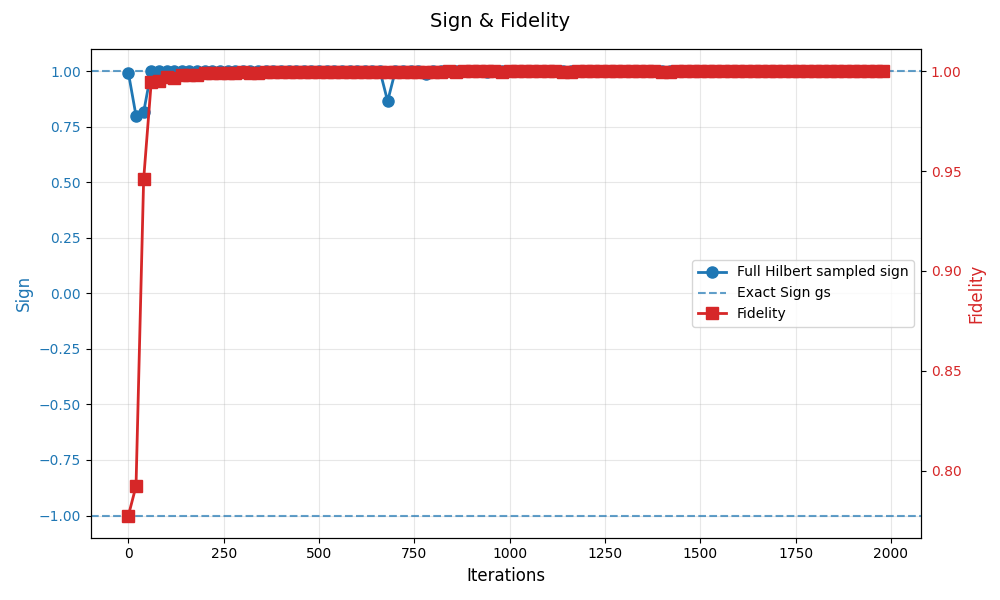 Sign & Fidelity
1.00
0.75
0.50
0.25
0.00
−0.25
−0.50
−0.75
−1.00
Sign
1.00
0.95
0.90
0.85
0.80
Fidelity
Full Hilbert sampled sign
Exact Sign gs
Fidelity
0 250 500 750 1000 1250 1500 1750 2000
Iterations